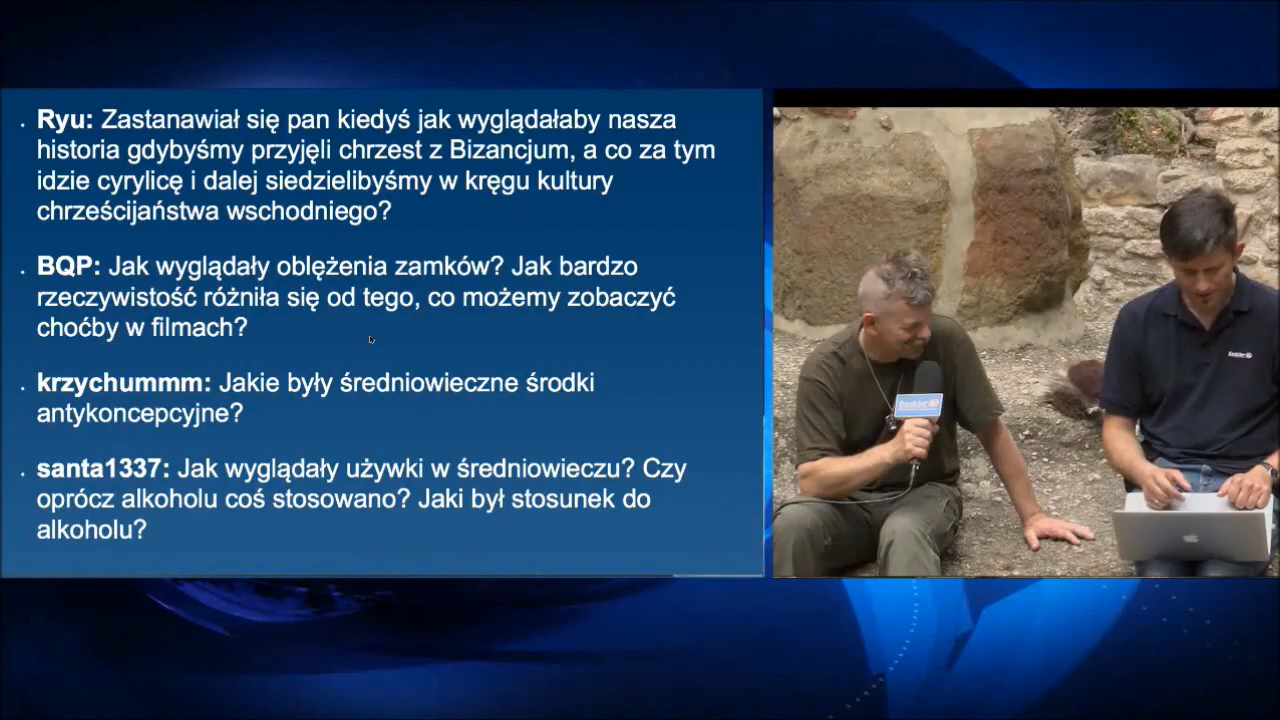 Ryu: Zastanawiał się pan kiedyś jak wyglądałaby nasza
historia gdybyśmy przyjęli chrzest z Bizancjum, a co za tym
idzie cyrylicę i dalej siedzielibyśmy w kręgu kultury
chrześcijaństwa wschodniego?
BQP: Jak wyglądały oblężenia zamków? Jak bardzo
rzeczywistość różniła się od tego, co możemy zobaczyć
choćby w filmach?
krzychummm: Jakie były średniowieczne środki
antykoncepcyjne?
santa1337: Jak wyglądały używki w średniowieczu? Czy
oprócz alkoholu coś stosowano? Jaki był stosunek do
alkoholu?